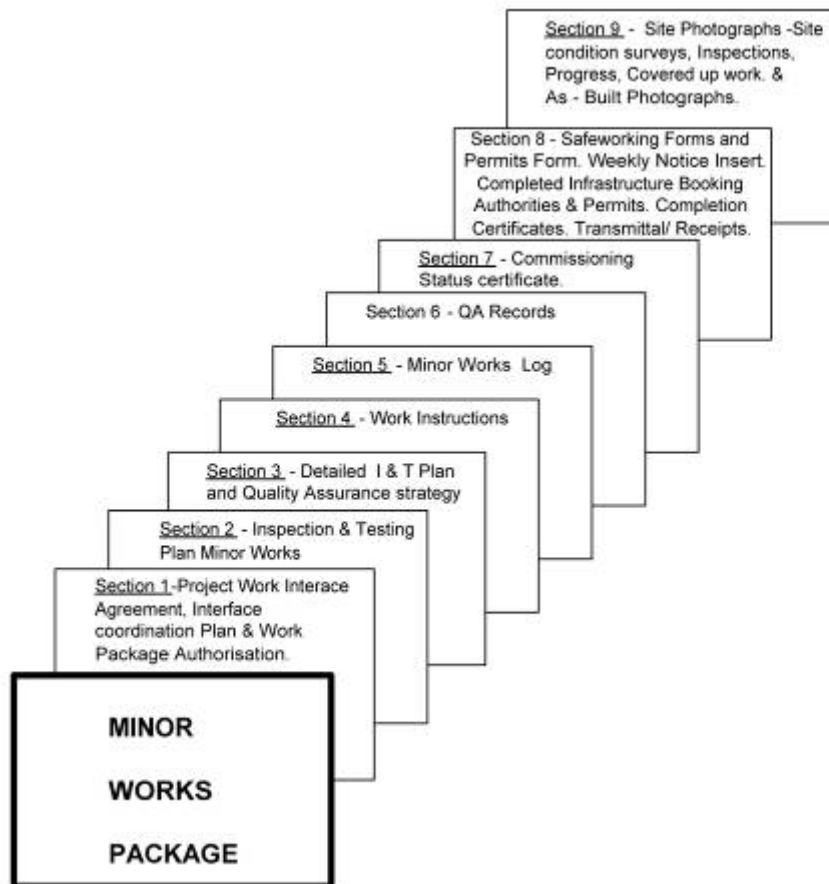 Section 9 - Site Photographs -Site
condition surveys, Inspections,
Progress, Covered up work. &
As - Built Photographs.
Section 8 - Safeworking Forms and
Permits Form. Weekly Notice Insert.
Completed Infrastructure Booking
Authorities & Permits. Completion
Certificates. Transmittal/ Receipts.
Section 7 - Commissioning
Status certificate.
Section 6 - QA Records
Section 5 - Minor Works Log
Section 4 - Work Instructions
Section 3 - Detailed I & T Plan
and Quality Assurance strategy
Section 2 - Inspection & Testing
Plan Minor Works
Section 1-Project Work Interace
Agreement, Interface
coordination Plan & Work
Package Authorisation.
MINOR
WORKS
PACKAGE